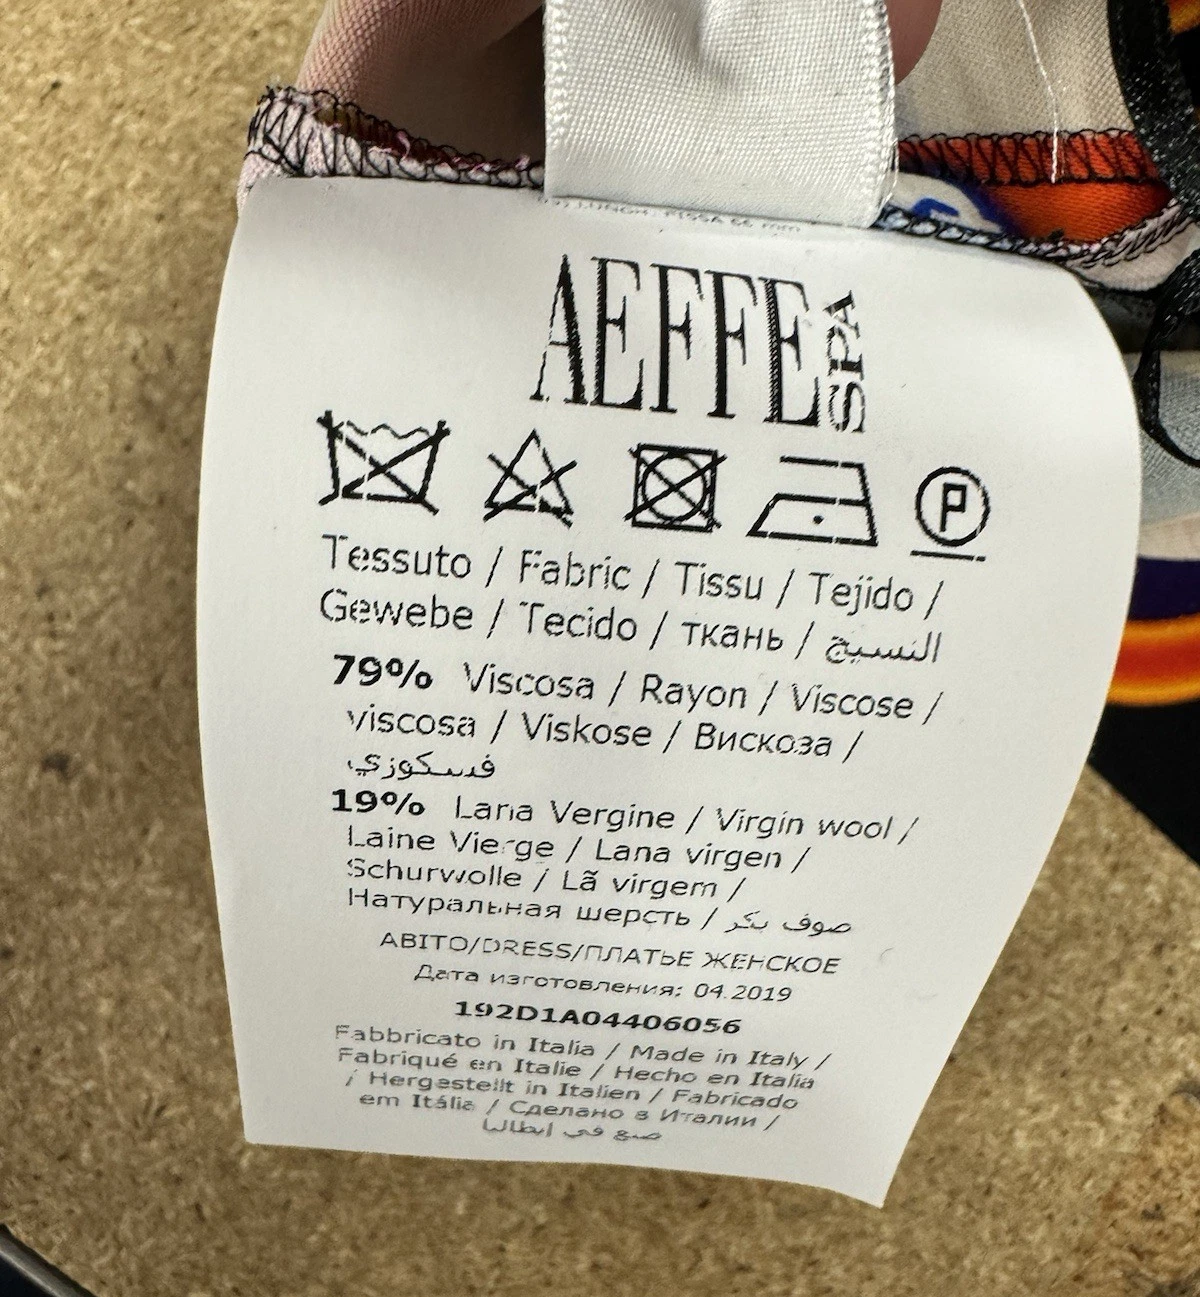 FISSA 66 mm
AEFFE SPA
P
Tessuto / Fabric / Tissu / Tejido /
Gewebe / Tecido / ткань / النسيج
79% Viscosa / Rayon / Viscose /
viscosa / Viskose / Вискоза /
فسكوزي
19% Lana Vergine / Virgin wool /
Laine Vierge / Lana virgen /
Schurwolle / Lã virgem /
Натуральная шерсть / صوف بكر
ABITO/DRESS/ПЛАТЬЕ ЖЕНСКОЕ
Дата изготовления: 04.2019
192D1A04406056
Fabbricato in Italia / Made in Italy /
Fabriqué en Italie / Hecho en Italia
/ Hergestellt in Italien / Fabricado
em Itália / Сделано в Италии /
صنع في ايطاليا